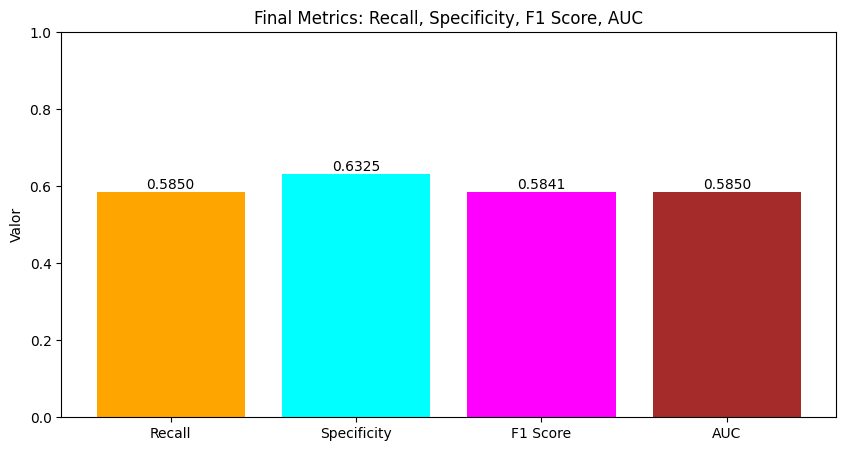 Final Metrics: Recall, Specificity, F1 Score, AUC
Valor
1.0
0.8
0.6
0.4
0.2
0.0
0.5850
0.6325
0.5841
0.5850
Recall
Specificity
F1 Score
AUC